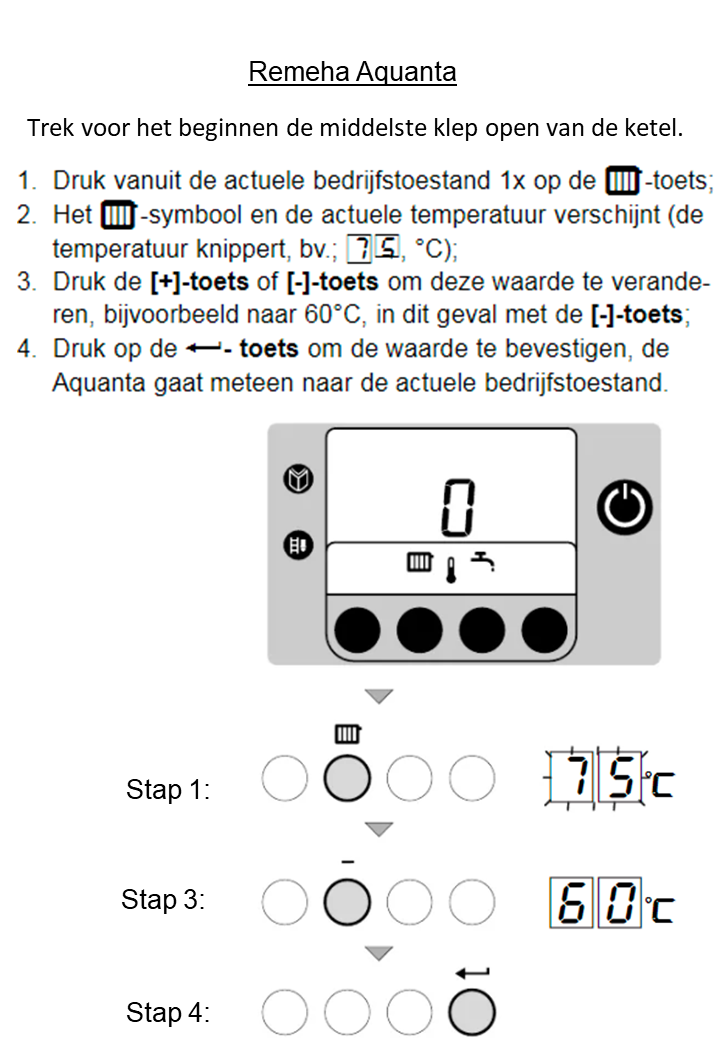 Remeha Aquanta
Trek voor het beginnen de middelste klep open van de ketel.
1. Druk vanuit de actuele bedrijfstoestand 1x op de -toets;
2. Het -symbool en de actuele temperatuur verschijnt (de
temperatuur knippert, bv.; 75, °C);
3. Druk de [+]-toets of [-]-toets om deze waarde te verande-
ren, bijvoorbeeld naar 60°C, in dit geval met de [-]-toets;
4. Druk op de - toets om de waarde te bevestigen, de
Aquanta gaat meteen naar de actuele bedrijfstoestand.
0
Stap 1:
75°C
-
Stap 3:
60°C
Stap 4: